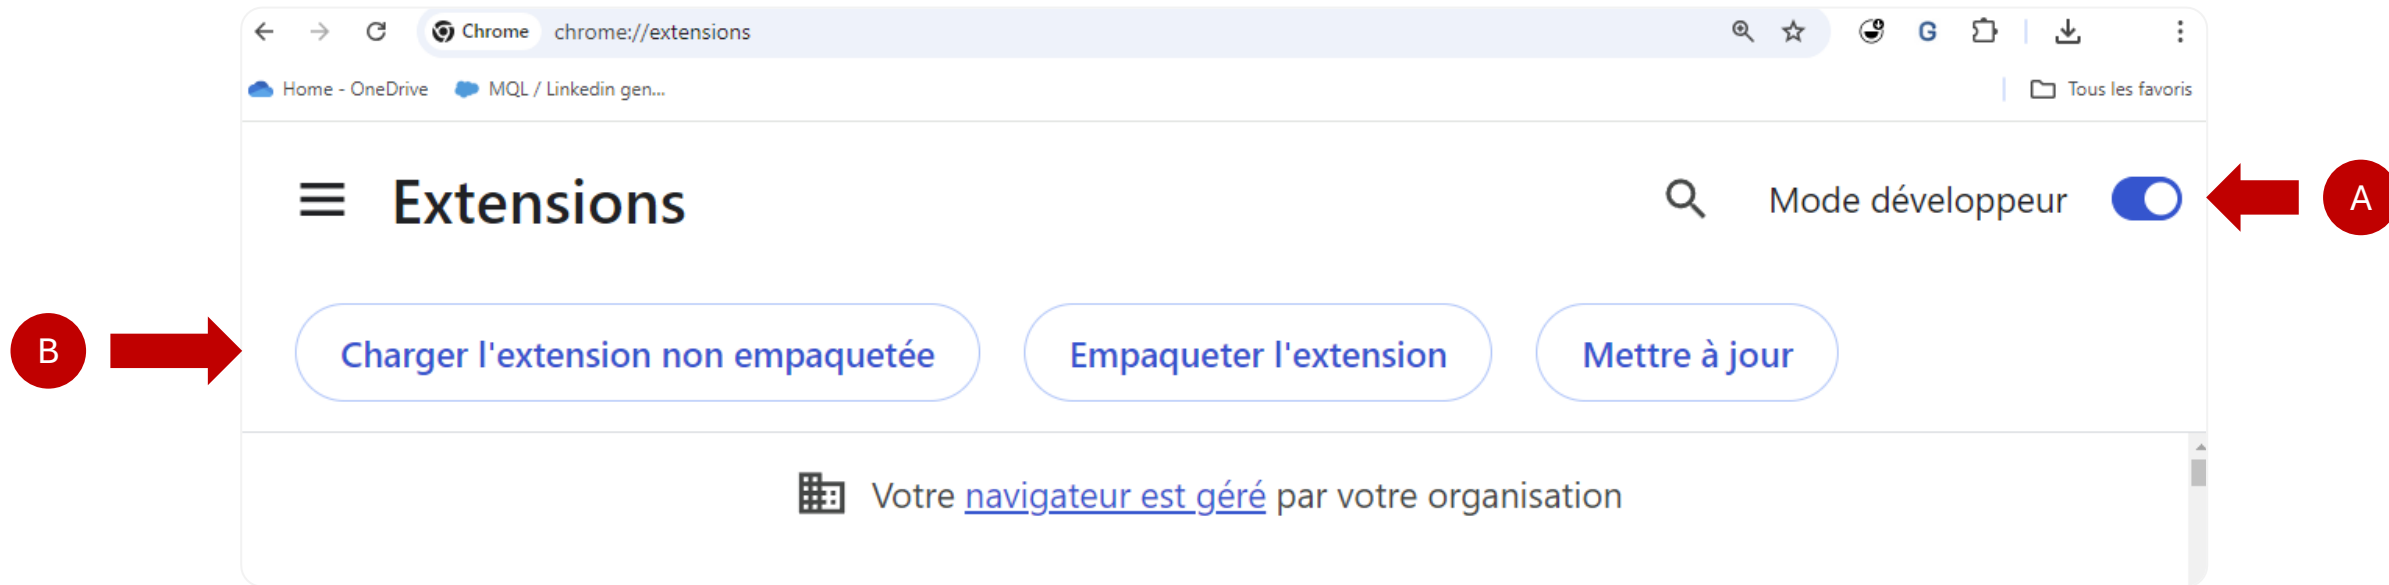 Chrome chrome://extensions G
Home - OneDrive MQL / Linkedin gen... Tous les favoris
Extensions Mode développeur A
B Charger l'extension non empaquetée Empaqueter l'extension Mettre à jour
Votre navigateur est géré par votre organisation